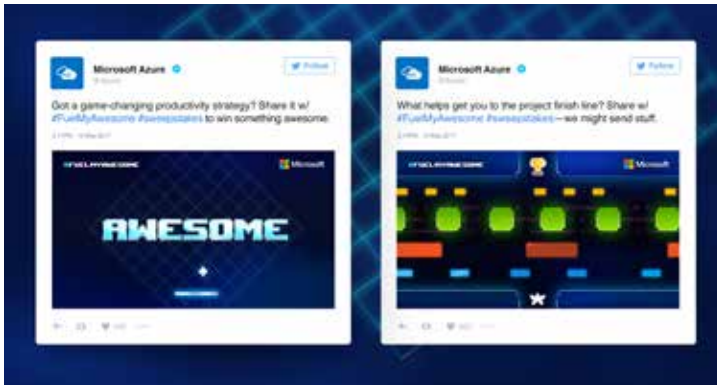 Microsoft Azure
Follow
Got a game-changing productivity strategy? Share it w/
#FuelMyAwesome #sweepstakes to win something awesome.
#FUELMYAWESOME
Microsoft
AWESOME
Microsoft Azure
Follow
What helps get you to the project finish line? Share w/
#FuelMyAwesome #sweepstakes—we might send stuff.
#FUELMYAWESOME
Microsoft